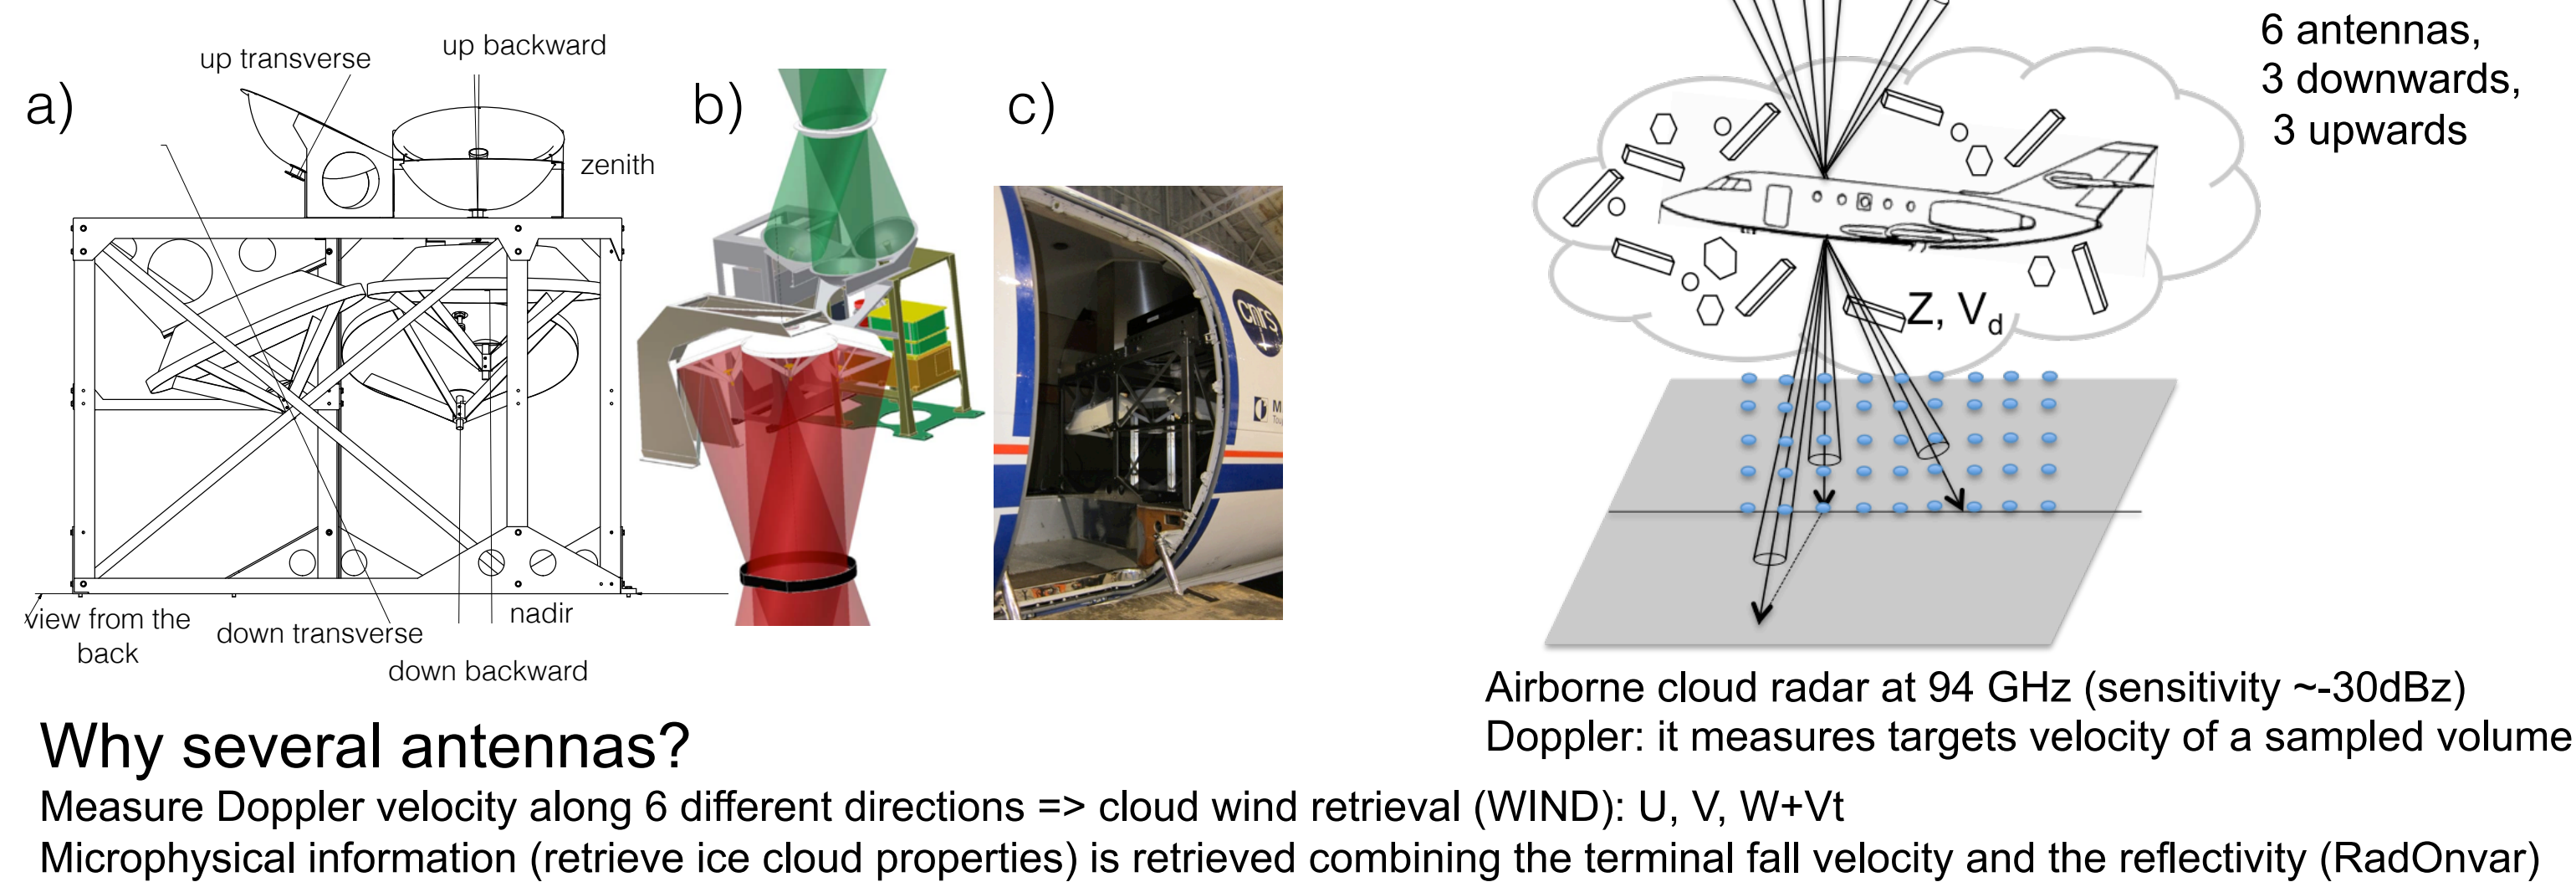 a)
up transverse
up backward
zenith
view from the
back
down transverse
down backward
nadir
b)
c)
cnrs
M
6 antennas,
3 downwards,
3 upwards
Z, Vd
Airborne cloud radar at 94 GHz (sensitivity ~-30dBz)
Doppler: it measures targets velocity of a sampled volume
Why several antennas?
Measure Doppler velocity along 6 different directions => cloud wind retrieval (WIND): U, V, W+Vt
Microphysical information (retrieve ice cloud properties) is retrieved combining the terminal fall velocity and the reflectivity (RadOnvar)